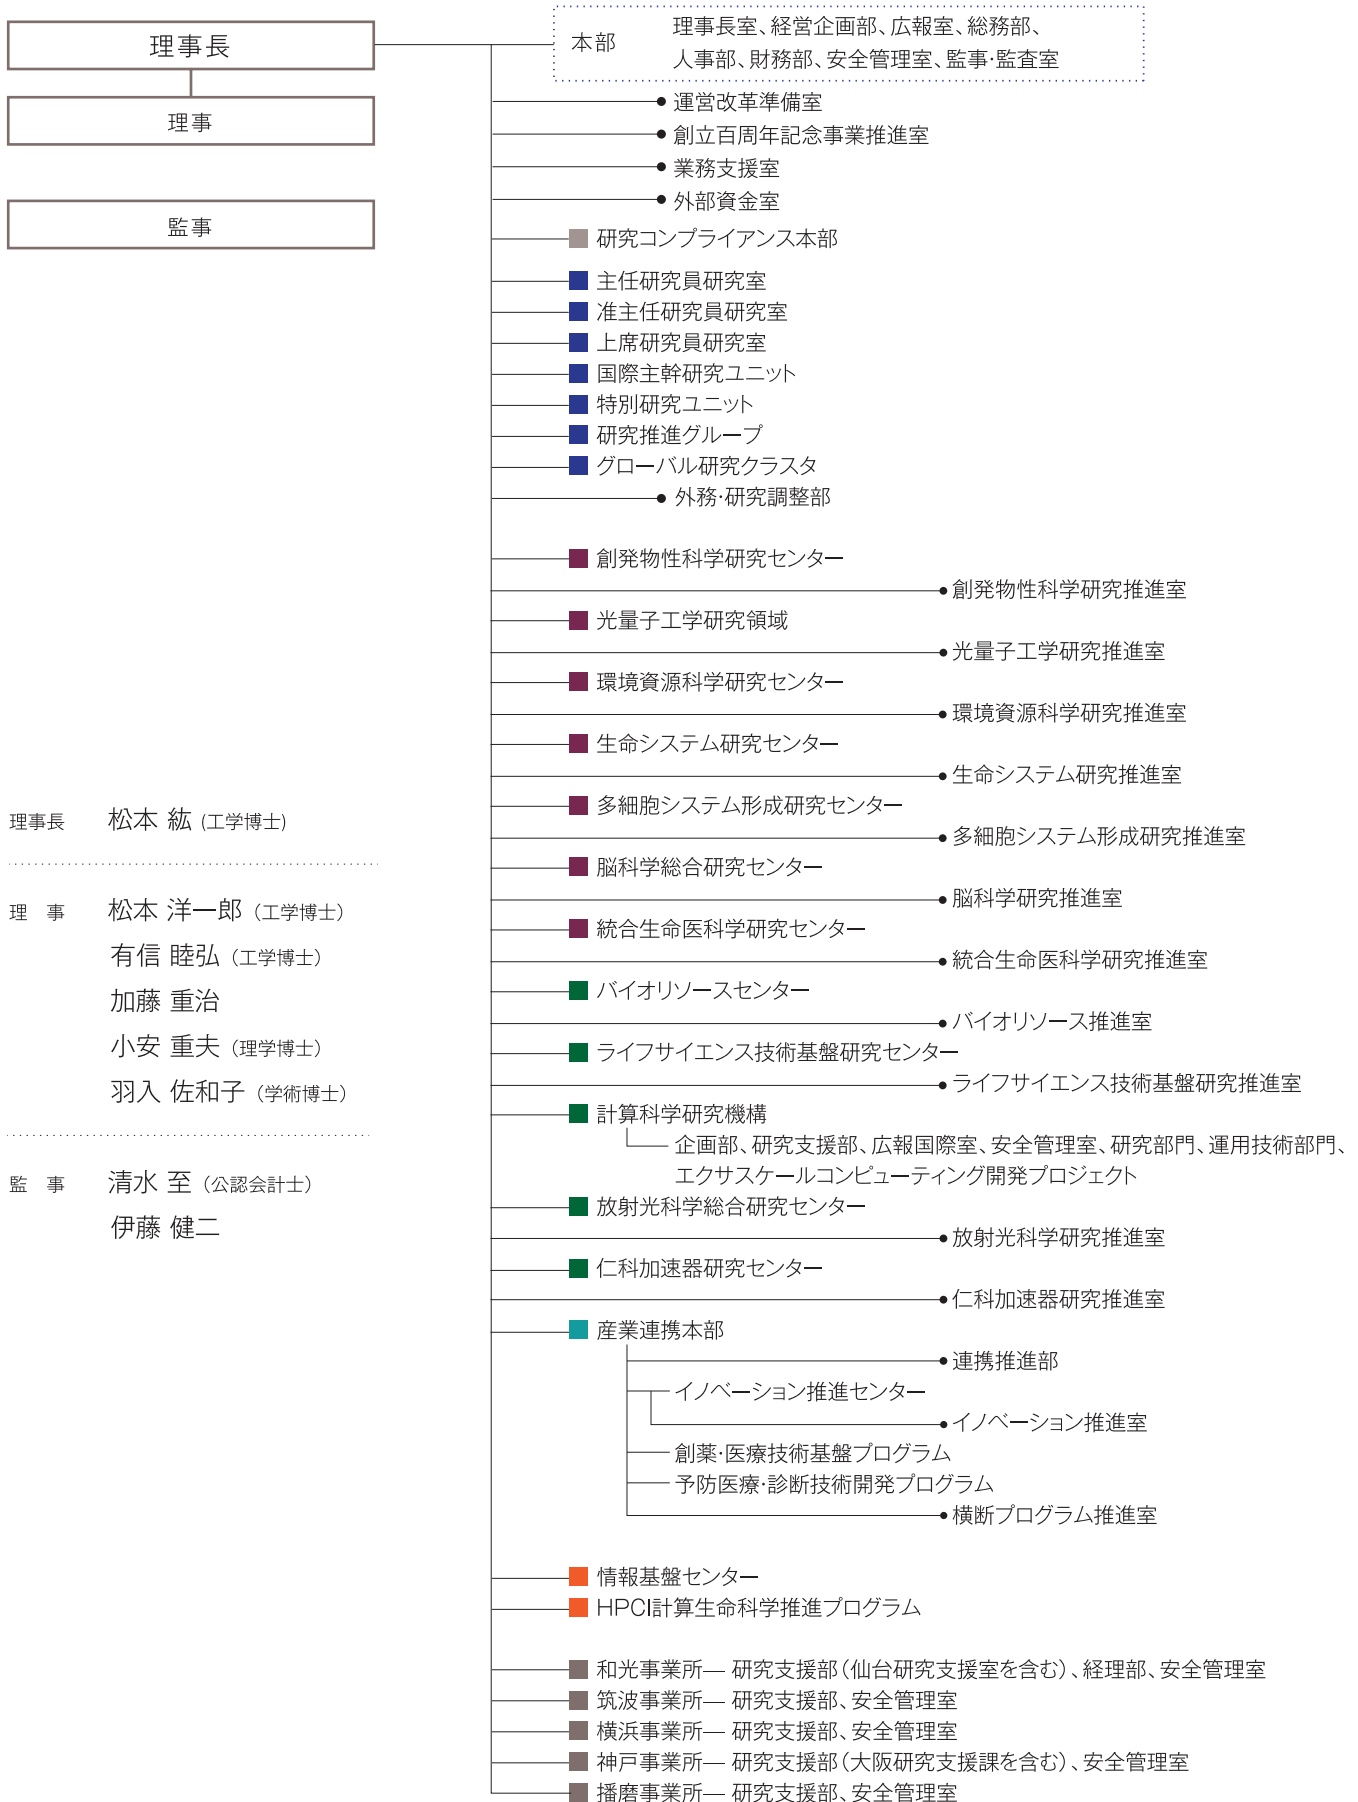 理事長
理事
監事
本部
理事長室、経営企画部、広報室、総務部、
人事部、財務部、安全管理室、監事・監査室
運営改革準備室
創立百周年記念事業推進室
業務支援室
外部資金室
研究コンプライアンス本部
主任研究員研究室
准主任研究員研究室
上席研究員研究室
国際主幹研究ユニット
特別研究ユニット
研究推進グループ
グローバル研究クラスタ
外務・研究調整部
創発物性科学研究センター
創発物性科学研究推進室
光量子工学研究領域
光量子工学研究推進室
環境資源科学研究センター
環境資源科学研究推進室
生命システム研究センター
生命システム研究推進室
多細胞システム形成研究センター
多細胞システム形成研究推進室
脳科学総合研究センター
脳科学研究推進室
統合生命医科学研究センター
統合生命医科学研究推進室
バイオリソースセンター
バイオリソース推進室
ライフサイエンス技術基盤研究センター
ライフサイエンス技術基盤研究推進室
計算科学研究機構
企画部、研究支援部、広報国際室、安全管理室、研究部門、運用技術部門、
エクサスケールコンピューティング開発プロジェクト
放射光科学総合研究センター
放射光科学研究推進室
仁科加速器研究センター
仁科加速器研究推進室
産業連携本部
連携推進部
イノベーション推進センター
イノベーション推進室
創薬・医療技術基盤プログラム
予防医療・診断技術開発プログラム
横断プログラム推進室
情報基盤センター
HPCI計算生命科学推進プログラム
和光事業所― 研究支援部(仙台研究支援室を含む)、経理部、安全管理室
筑波事業所― 研究支援部、安全管理室
横浜事業所― 研究支援部、安全管理室
神戸事業所― 研究支援部(大阪研究支援課を含む)、安全管理室
播磨事業所― 研究支援部、安全管理室
理事長 松本 紘 (工学博士)
理 事 松本 洋一郎 (工学博士)
有信 睦弘 (工学博士)
加藤 重治
小安 重夫 (理学博士)
羽入 佐和子 (学術博士)
監 事 清水 至 (公認会計士)
伊藤 健二